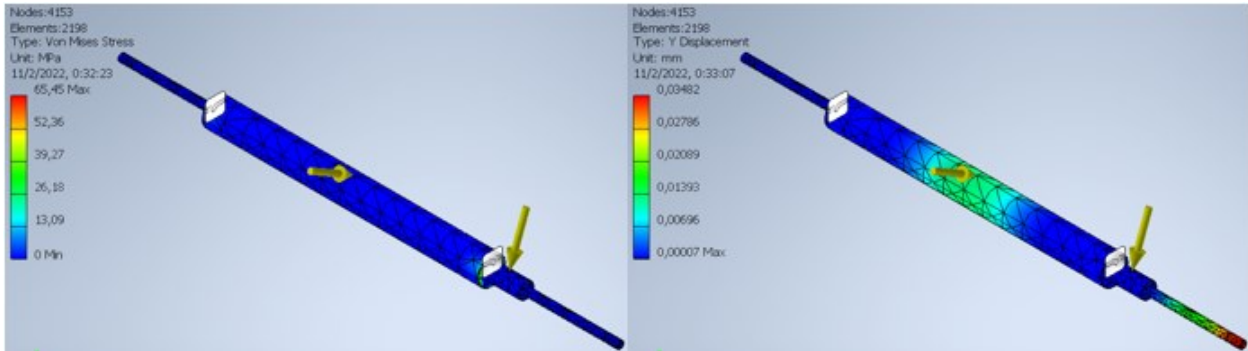 Nodes:4153
Elements:2198
Type: Von Mises Stress
Unit: MPa
11/2/2022, 0:32:23
65,45 Max
52,36
39,27
26,18
13,09
0 Min
Nodes:4153
Elements:2198
Type: Y Displacement
Unit: mm
11/2/2022, 0:33:07
0,03482
0,02786
0,02089
0,01393
0,00696
0,00007 Max